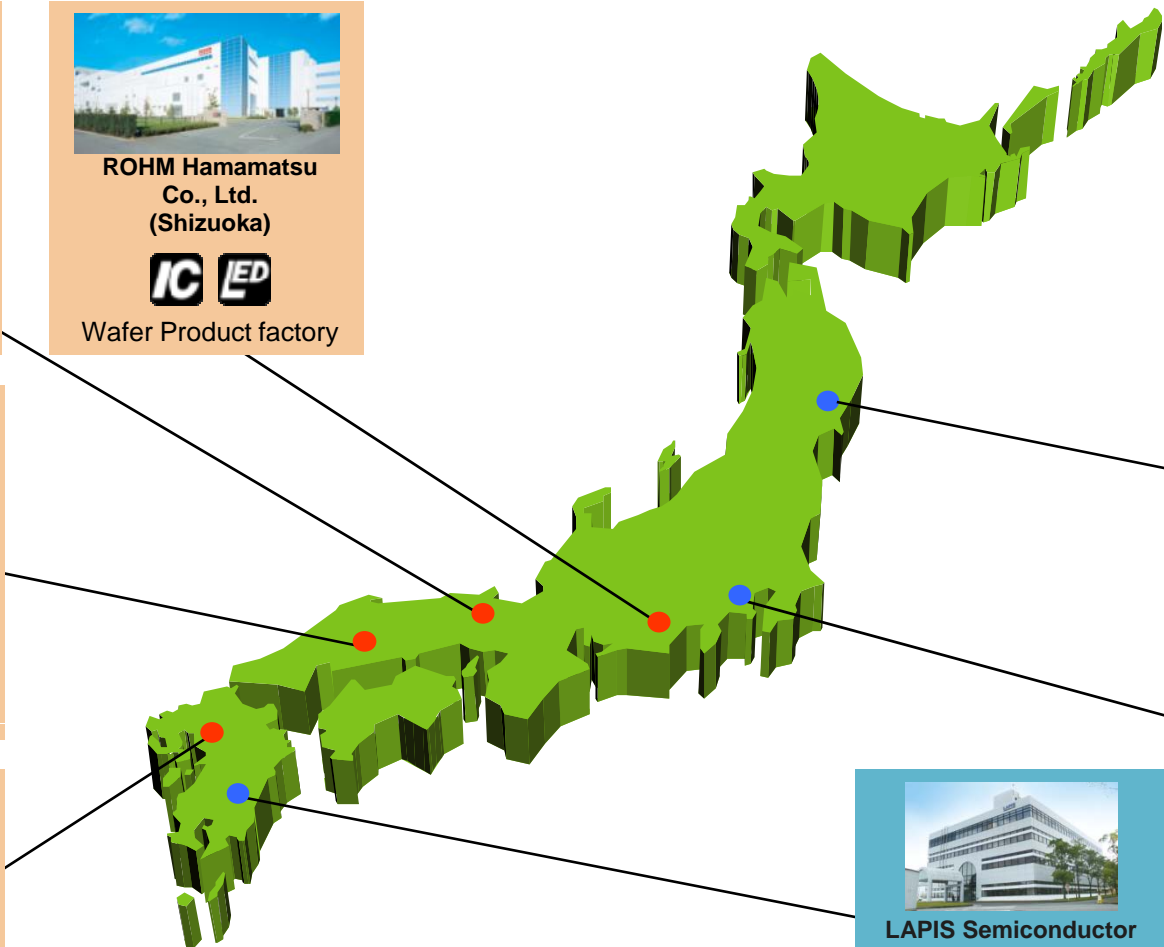 ROHM Hamamatsu
Co., Ltd.
(Shizuoka)
IC LED
Wafer Product factory
LAPIS Semiconductor